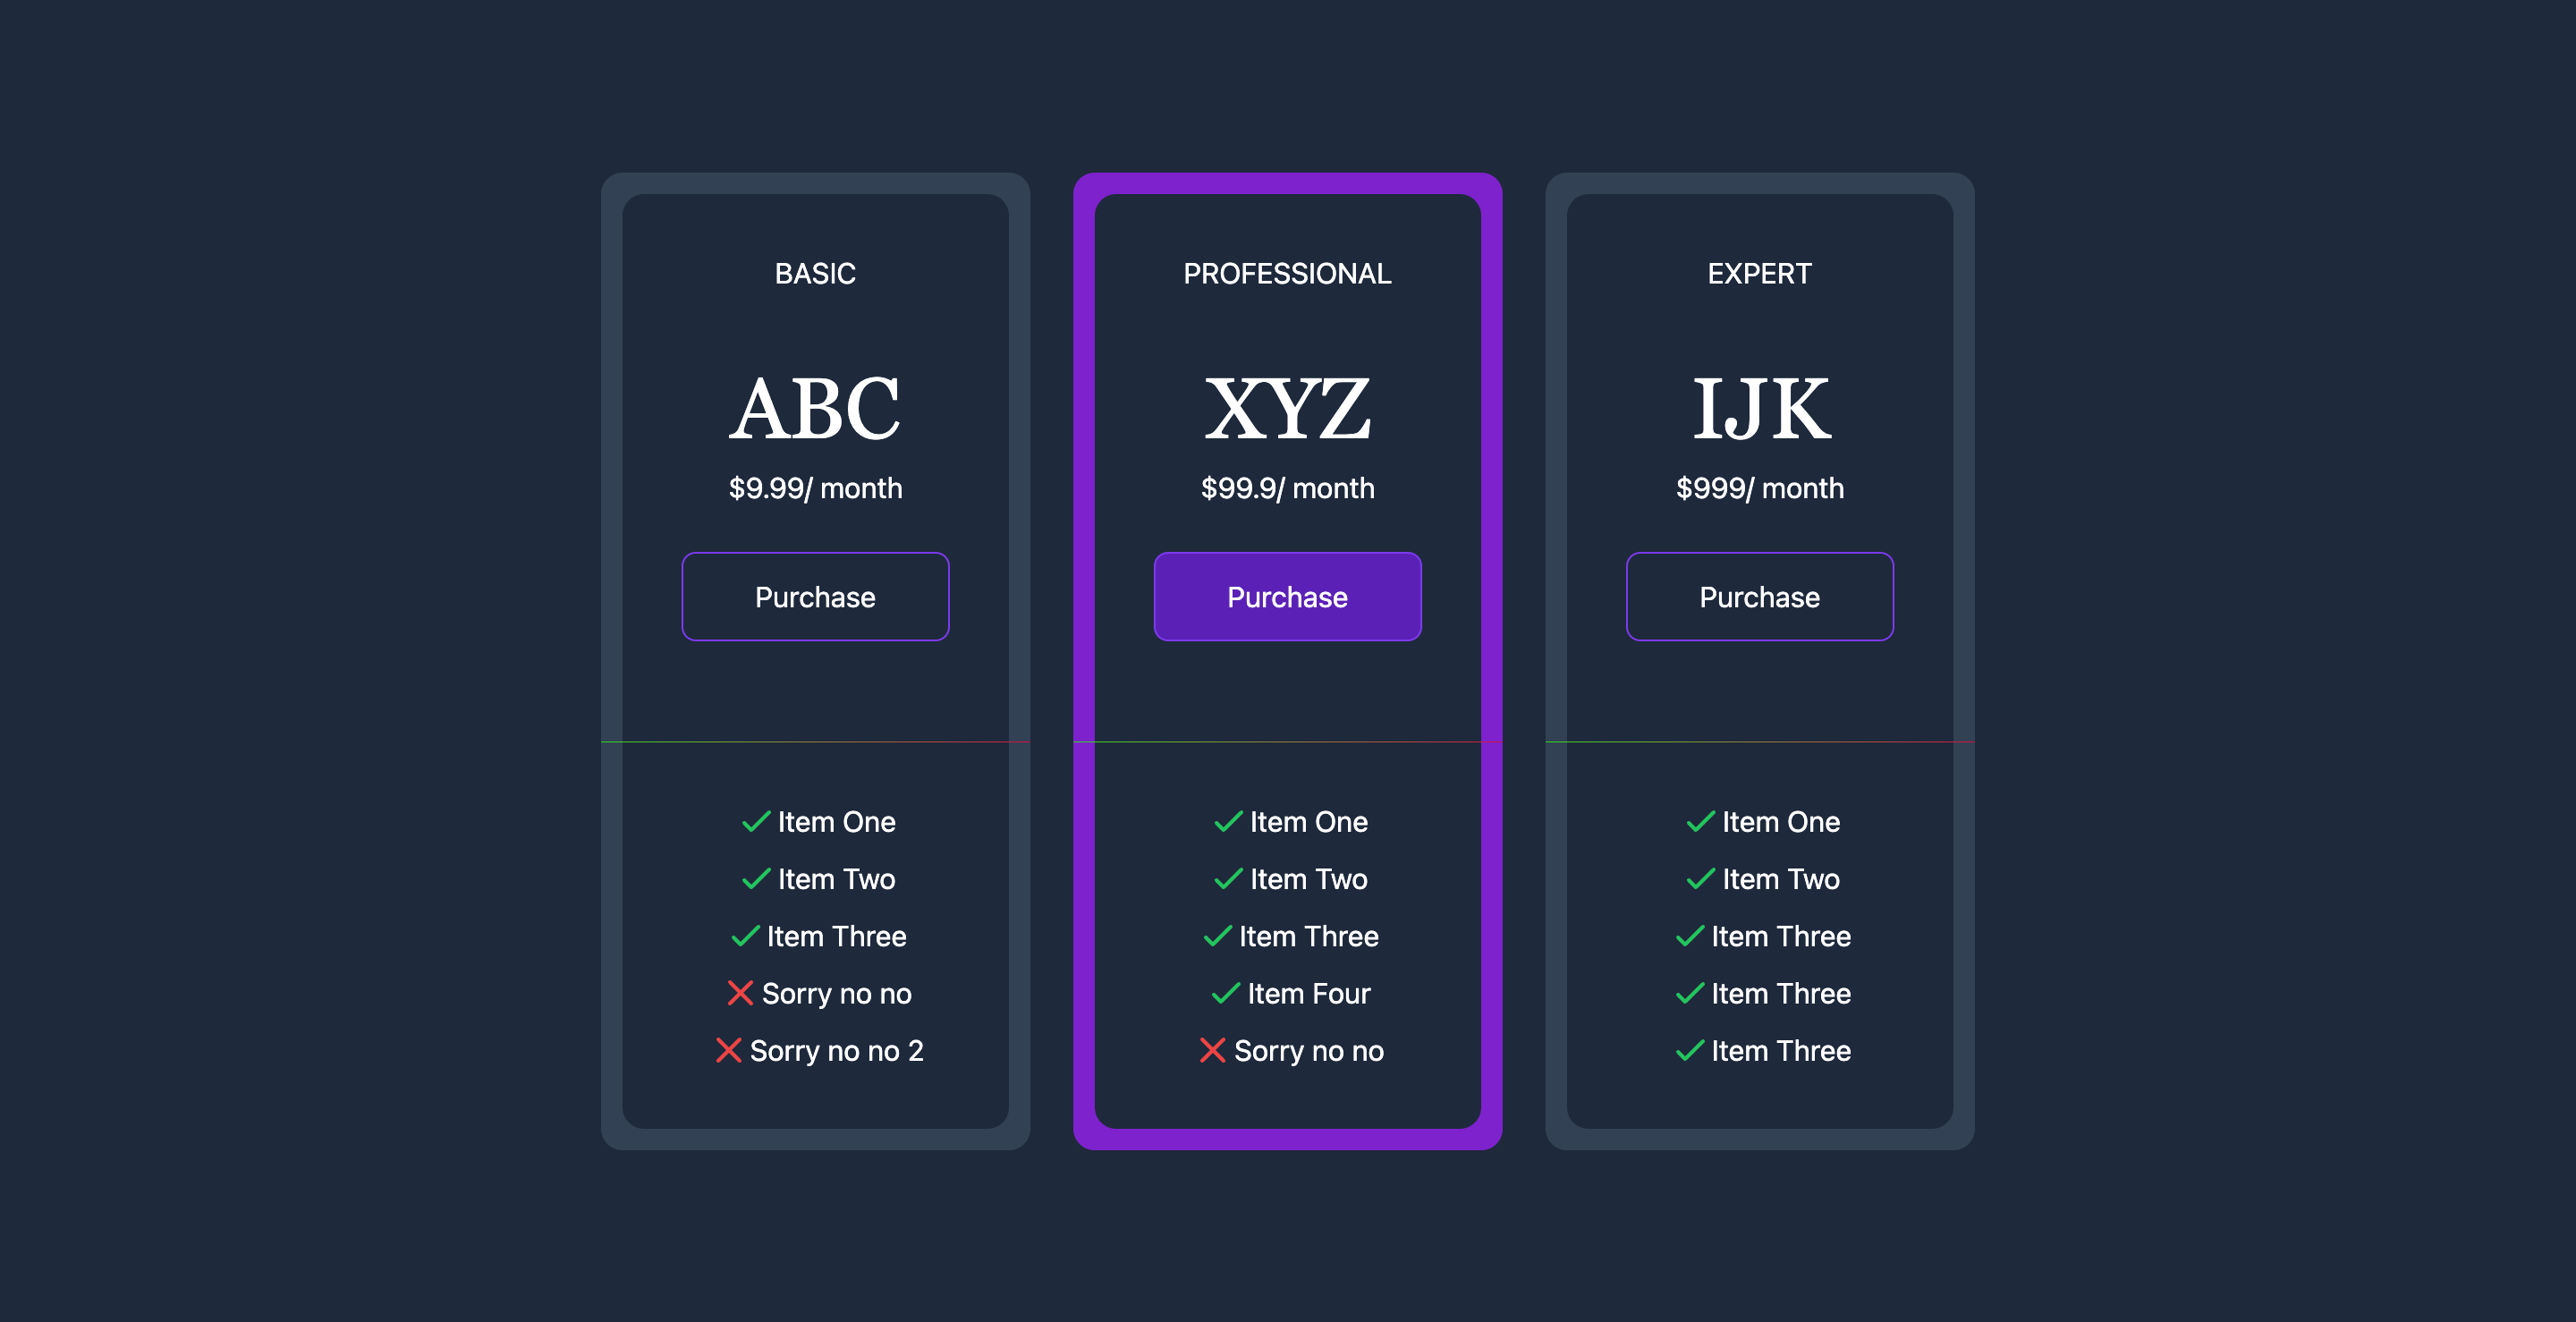 BASIC
ABC
$9.99/ month
Purchase
Item One
Item Two
Item Three
Sorry no no
Sorry no no 2
PROFESSIONAL
XYZ
$99.9/ month
Purchase
Item One
Item Two
Item Three
Item Four
Sorry no no
EXPERT
IJK
$999/ month
Purchase
Item One
Item Two
Item Three
Item Three
Item Three